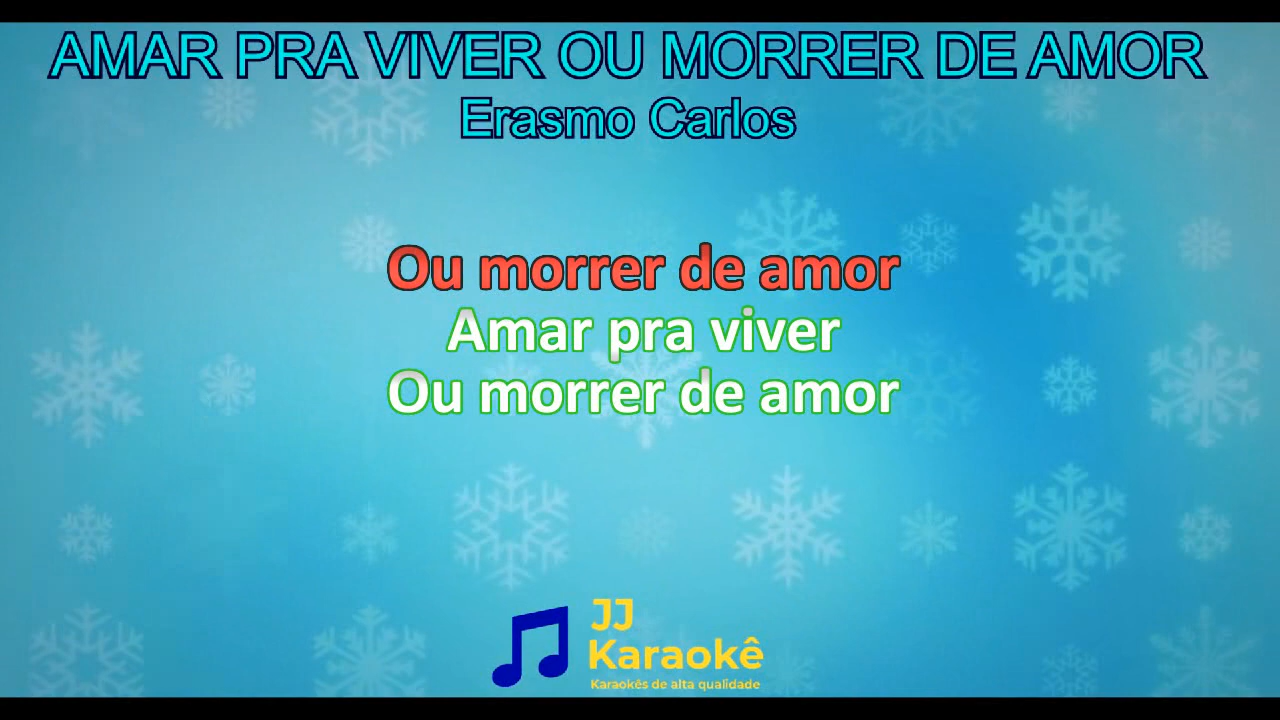 AMAR PRA VIVER OU MORRER DE AMOR
Erasmo Carlos
Ou morrer de amor
Amar pra viver
Ou morrer de amor
JJ
Karaokê
Karaokês de alta qualidade